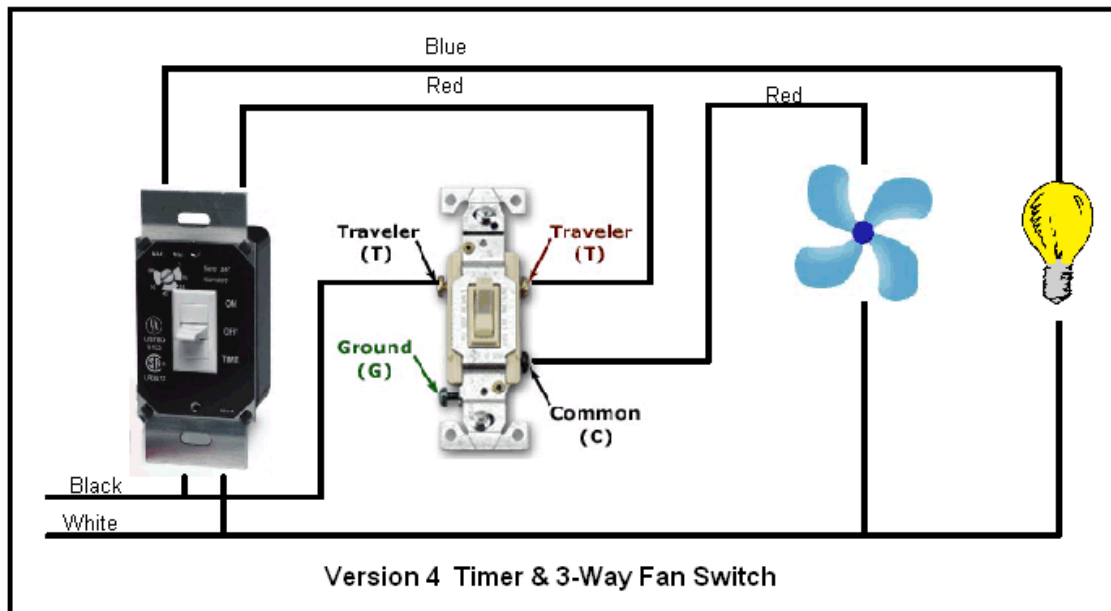 Blue
Red
Red
Traveler
(T)
Traveler
(T)
ON
OFF
TIME
Ground
(G)
Common
(C)
Black
White
Version 4 Timer & 3-Way Fan Switch